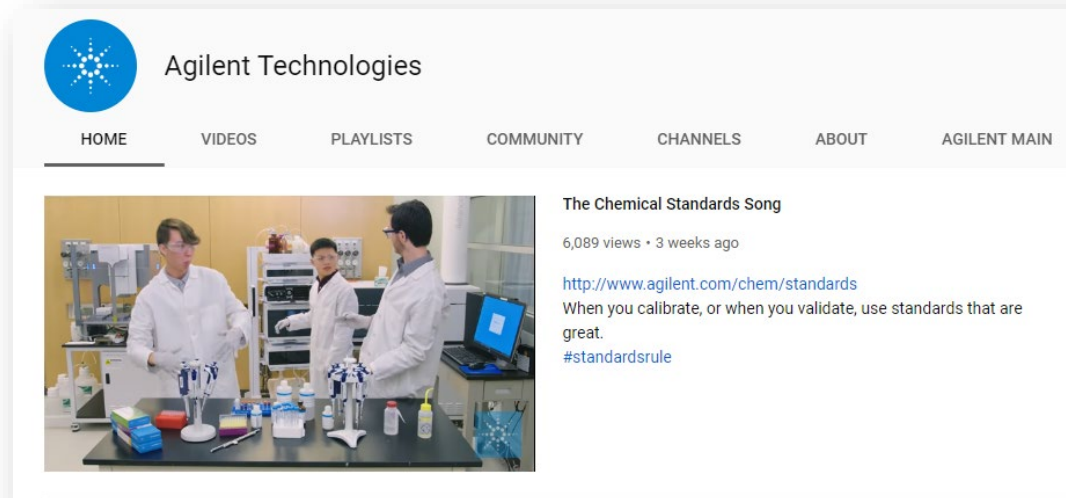 Agilent Technologies
HOME VIDEOS PLAYLISTS COMMUNITY CHANNELS ABOUT AGILENT MAIN
The Chemical Standards Song
6,089 views • 3 weeks ago
http://www.agilent.com/chem/standards
When you calibrate, or when you validate, use standards that are
great.
#standardsrule